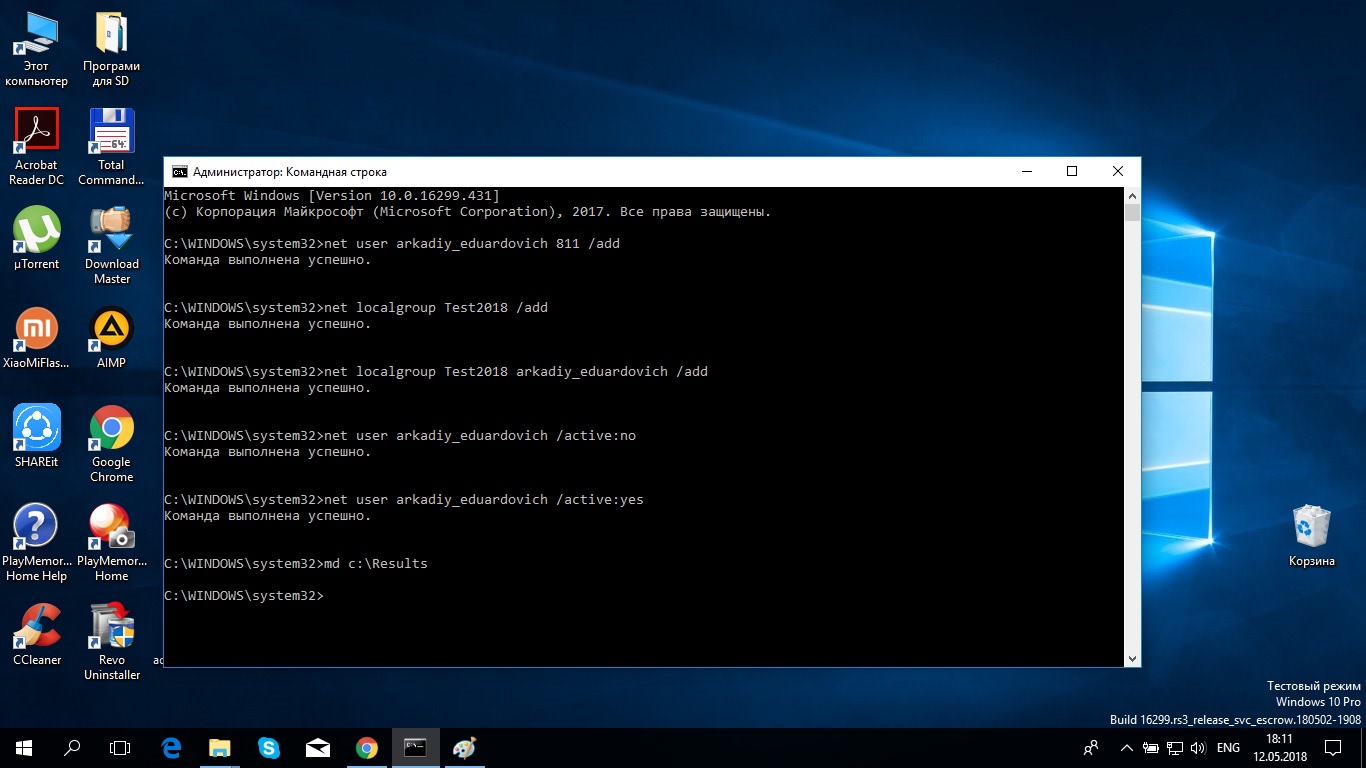 Этот
компьютер
Програми
для SD
Acrobat
Reader DC
Total
Command...
64:
µTorrent
Download
Master
XiaoMiFlas...
AIMP
SHAREit
Google
Chrome
PlayMemor...
Home Help
PlayMemor...
Home
CCleaner
Revo
Uninstaller
Администратор: Командная строка
Microsoft Windows [Version 10.0.16299.431]
(c) Корпорация Майкрософт (Microsoft Corporation), 2017. Все права защищены.
C:\WINDOWS\system32>net user arkadiy_eduardovich 811 /add
Команда выполнена успешно.
C:\WINDOWS\system32>net localgroup Test2018 /add
Команда выполнена успешно.
C:\WINDOWS\system32>net localgroup Test2018 arkadiy_eduardovich /add
Команда выполнена успешно.
C:\WINDOWS\system32>net user arkadiy_eduardovich /active:no
Команда выполнена успешно.
C:\WINDOWS\system32>net user arkadiy_eduardovich /active:yes
Команда выполнена успешно.
C:\WINDOWS\system32>md c:\Results
C:\WINDOWS\system32>
Корзина
Тестовый режим
Windows 10 Pro
Build 16299.rs3_release_svc_escrow.180502-1908
ENG
18:11
12.05.2018